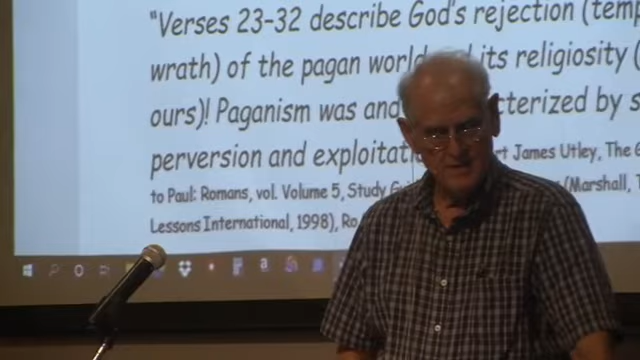 "Verses 23-32 describe God's rejection (temp
wrath) of the pagan world its religiosity (
ours)! Paganism was and cterized by s
perversion and exploitati rt James Utley, The G
to Paul: Romans, vol. Volume 5, Study Gu (Marshall, T
Lessons International, 1998), Ro